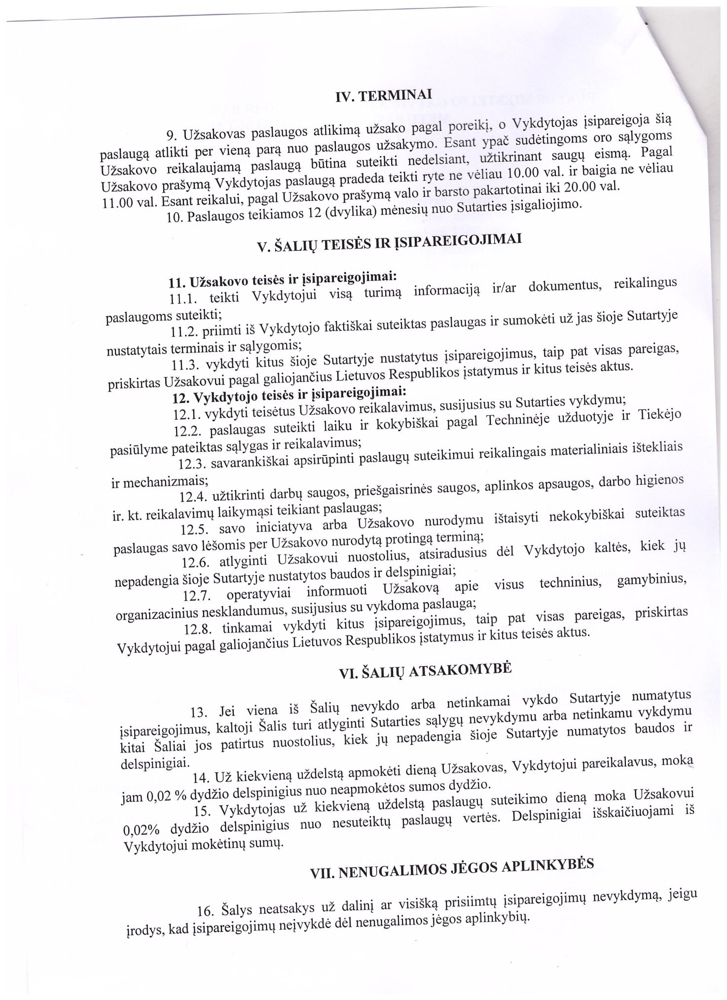 IV. TERMINAI
9. Užsakovas paslaugos atlikimą užsako pagal poreikį, o Vykdytojas įsipareigoja šią
paslaugą atlikti per vieną parą nuo paslaugos užsakymo. Esant ypač sudėtingoms oro sąlygoms
Užsakovo reikalaujamą paslaugą būtina suteikti nedelsiant, užtikrinant saugų eismą. Pagal
Užsakovo prašymą Vykdytojas paslaugą pradeda teikti ryte ne vėliau 10.00 val. ir baigia ne vėliau
11.00 val. Esant reikalui, pagal Užsakovo prašymą valo ir barsto pakartotinai iki 20.00 val.
10. Paslaugos teikiamos 12 (dvylika) mėnesių nuo Sutarties įsigaliojimo.
V. ŠALIŲ TEISĖS IR ĮSIPAREIGOJIMAI
11. Užsakovo teisės ir įsipareigojimai:
11.1. teikti Vykdytojui visą turimą informaciją ir/ar dokumentus, reikalingus
paslaugoms suteikti;
11.2. priimti iš Vykdytojo faktiškai suteiktas paslaugas ir sumokėti už jas šioje Sutartyje
nustatytais terminais ir sąlygomis;
11.3. vykdyti kitus šioje Sutartyje nustatytus įsipareigojimus, taip pat visas pareigas,
priskirtas Užsakovui pagal galiojančius Lietuvos Respublikos įstatymus ir kitus teisės aktus.
12. Vykdytojo teisės ir įsipareigojimai:
12.1. vykdyti teisėtus Užsakovo reikalavimus, susijusius su Sutarties vykdymu;
12.2. paslaugas suteikti laiku ir kokybiškai pagal Techninėje užduotyje ir Tiekėjo
pasiūlyme pateiktas sąlygas ir reikalavimus;
12.3. savarankiškai apsirūpinti paslaugų suteikimui reikalingais materialiniais ištekliais
ir mechanizmais;
12.4. užtikrinti darbų saugos, priešgaisrinės saugos, aplinkos apsaugos, darbo higienos
ir. kt. reikalavimų laikymąsi teikiant paslaugas;
12.5. savo iniciatyva arba Užsakovo nurodymu ištaisyti nekokybiškai suteiktas
paslaugas savo lėšomis per Užsakovo nurodytą protingą terminą;
12.6. atlyginti Užsakovui nuostolius, atsiradusius dėl Vykdytojo kaltės, kiek jų
nepadengia šioje Sutartyje nustatytos baudos ir delspinigiai;
12.7. operatyviai informuoti Užsakovą apie visus techninius, gamybinius,
organizacinius nesklandumus, susijusius su vykdoma paslauga;
12.8. tinkamai vykdyti kitus įsipareigojimus, taip pat visas pareigas, priskirtas
Vykdytojui pagal galiojančius Lietuvos Respublikos įstatymus ir kitus teisės aktus.
VI. ŠALIŲ ATSAKOMYBĖ
13. Jei viena iš Šalių nevykdo arba netinkamai vykdo Sutartyje numatytus
įsipareigojimus, kaltoji Šalis turi atlyginti Sutarties sąlygų nevykdymu arba netinkamu vykdymu
kitai Šaliai jos patirtus nuostolius, kiek jų nepadengia šioje Sutartyje numatytos baudos ir
delspinigiai.
14. Už kiekvieną uždelstą apmokėti dieną Užsakovas, Vykdytojui pareikalavus, moka
jam 0,02 % dydžio delspinigius nuo neapmokėtos sumos dydžio.
15. Vykdytojas už kiekvieną uždelstą paslaugų suteikimo dieną moka Užsakovui
0,02% dydžio delspinigius nuo nesuteiktų paslaugų vertės. Delspinigiai išskaičiuojami iš
Vykdytojui mokėtinų sumų.
VII. NENUGALIMOS JĖGOS APLINKYBĖS
16. Šalys neatsakys už dalinį ar visišką prisiimtų įsipareigojimų nevykdymą, jeigu
įrodys, kad įsipareigojimų neįvykdė dėl nenugalimos jėgos aplinkybių.